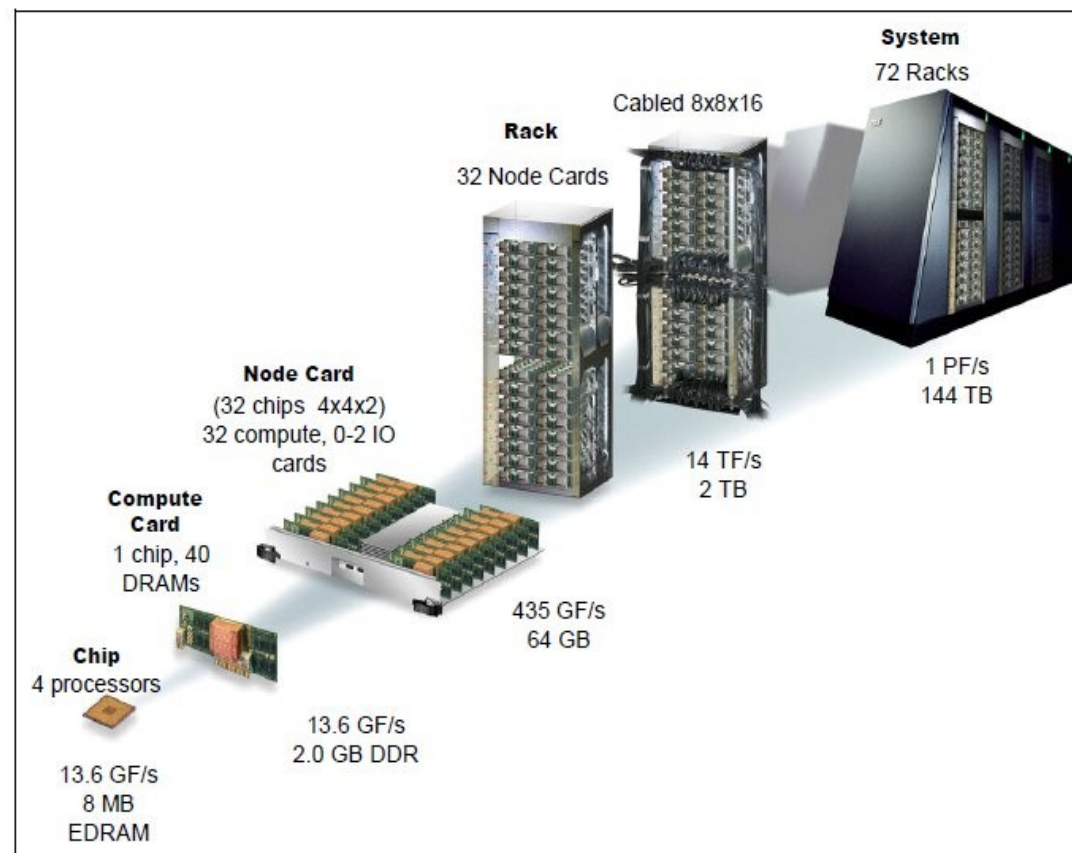 System
72 Racks
Cabled 8x8x16
Rack
32 Node Cards
1 PF/s
144 TB
Node Card
(32 chips 4x4x2)
32 compute, 0-2 IO
cards
14 TF/s
2 TB
Compute
Card
1 chip, 40
DRAMs
435 GF/s
64 GB
Chip
4 processors
13.6 GF/s
2.0 GB DDR
13.6 GF/s
8 MB
EDRAM